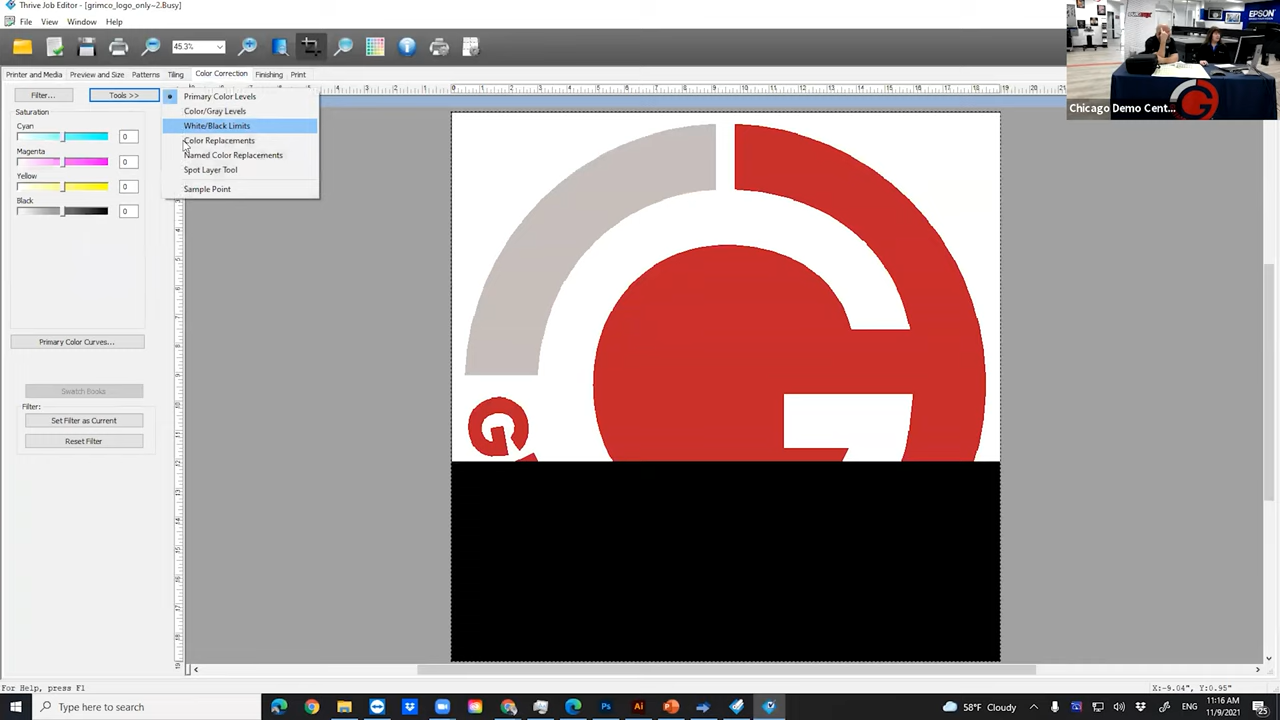 Thrive Job Editor - [grimco_logo_only~2.Busy]
File View Window Help
45.3%
Printer and Media Preview and Size Patterns Tiling Color Correction Finishing Print
Filter... Tools >>
Saturation
Cyan
0
Magenta
0
Yellow
0
Black
0
Primary Color Curves...
Swatch Books
Filter:
Set Filter as Current
Reset Filter
Primary Color Levels
Color/Gray Levels
White/Black Limits
Color Replacements
Named Color Replacements
Spot Layer Tool
Sample Point
EPSON
Chicago Demo Cent...
For Help, press F1
X:-9.04", Y:0.95"
Type here to search
58°F Cloudy
ENG
11:16 AM
11/9/2021
25